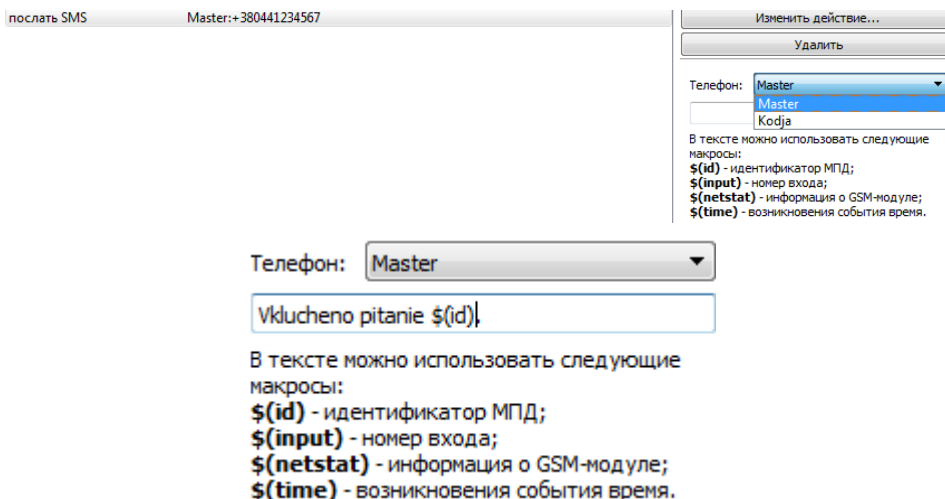 послать SMS Master:+380441234567
Изменить действие...
Удалить
Телефон: Master
Master
Kodja
В тексте можно использовать следующие
макросы:
$(id) - идентификатор МПД;
$(input) - номер входа;
$(netstat) - информация о GSM-модуле;
$(time) - возникновения события время.
Телефон: Master
Vklucheno pitanie $(id).
В тексте можно использовать следующие
макросы:
$(id) - идентификатор МПД;
$(input) - номер входа;
$(netstat) - информация о GSM-модуле;
$(time) - возникновения события время.